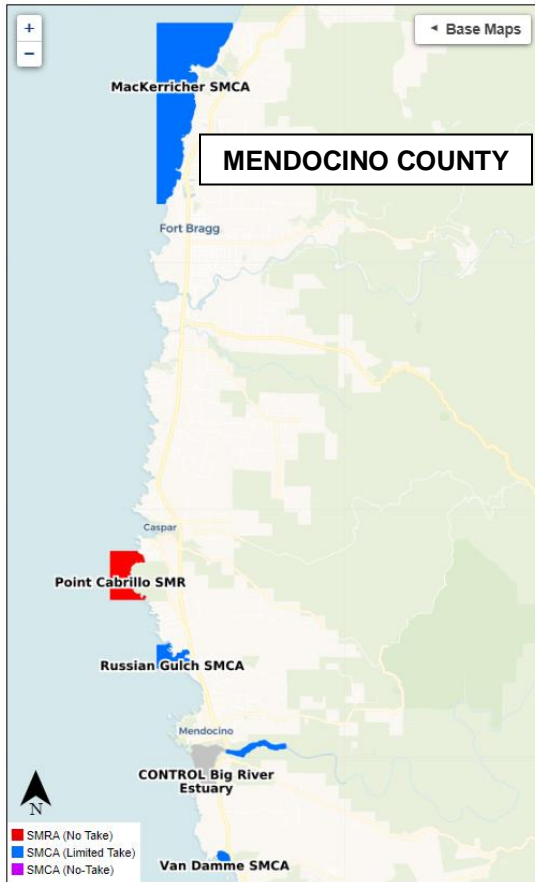 +
−
◄ Base Maps
MacKerricher SMCA
MENDOCINO COUNTY
Fort Bragg
Caspar
Point Cabrillo SMR
Russian Gulch SMCA
Mendocino
CONTROL Big River
Estuary
N
SMRA (No Take)
SMCA (Limited Take)
SMCA (No-Take)
Van Damme SMCA